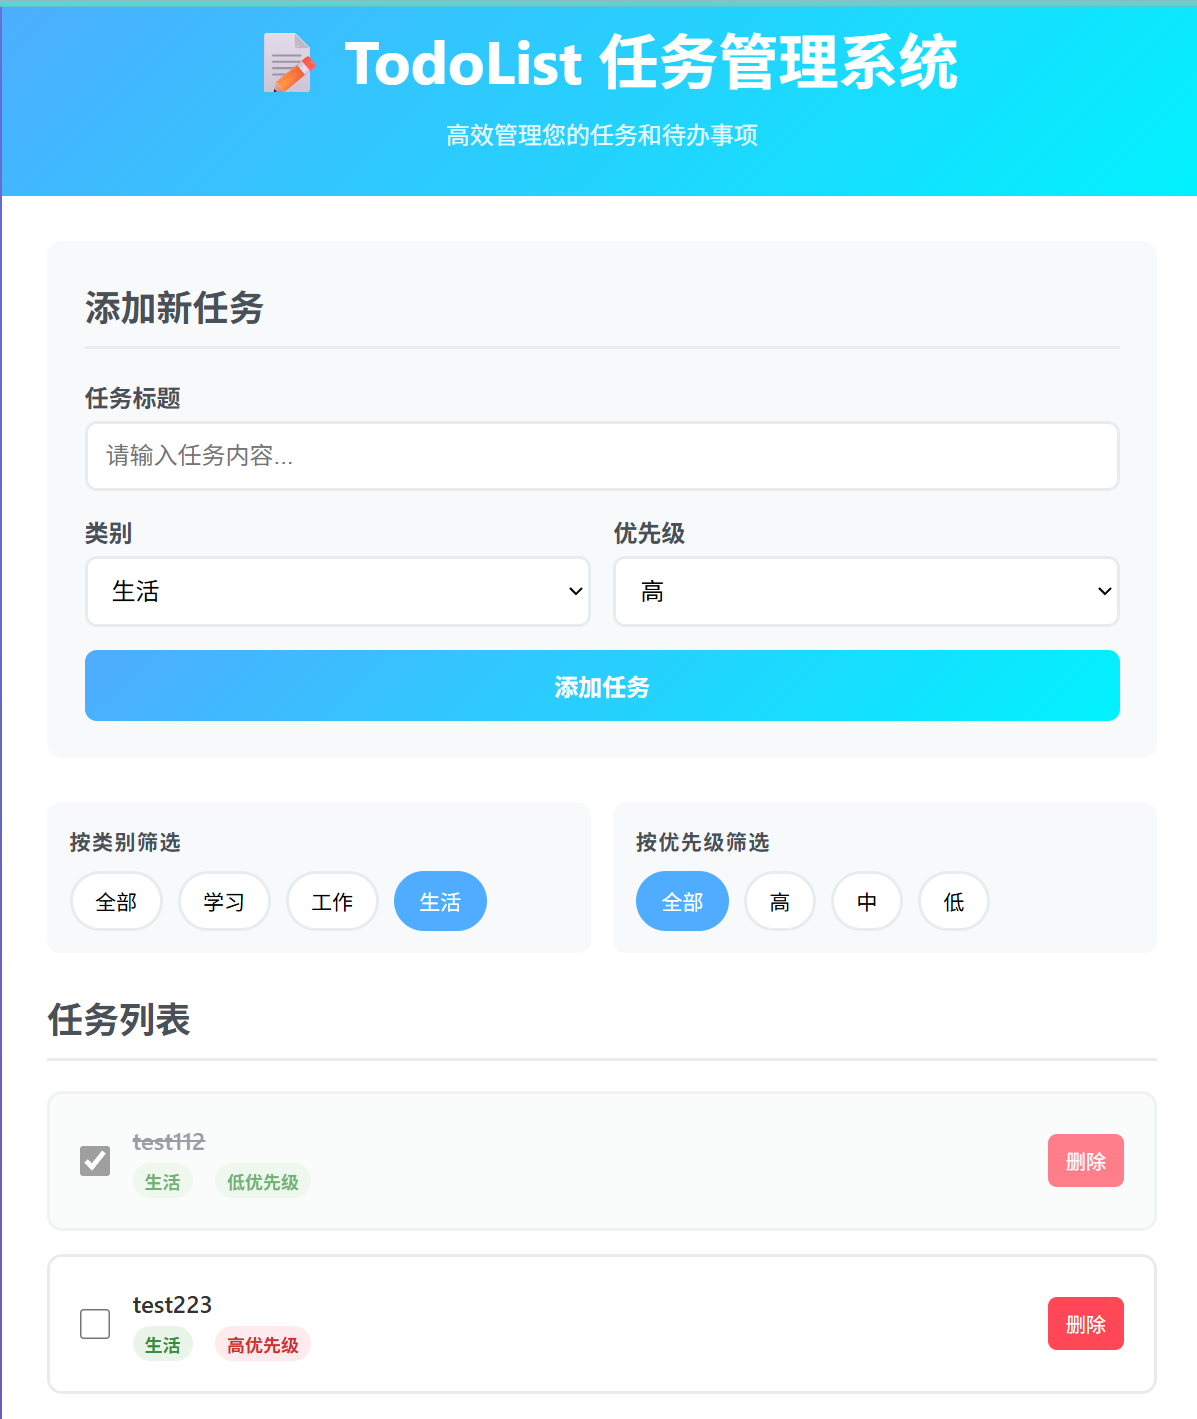 TodoList 任务管理系统
高效管理您的任务和待办事项
添加新任务
任务标题
请输入任务内容...
类别 优先级
生活 高
添加任务
按类别筛选 按优先级筛选
全部 学习 工作 生活 全部 高 中 低
任务列表
test112
生活 低优先级 删除
test223
生活 高优先级 删除